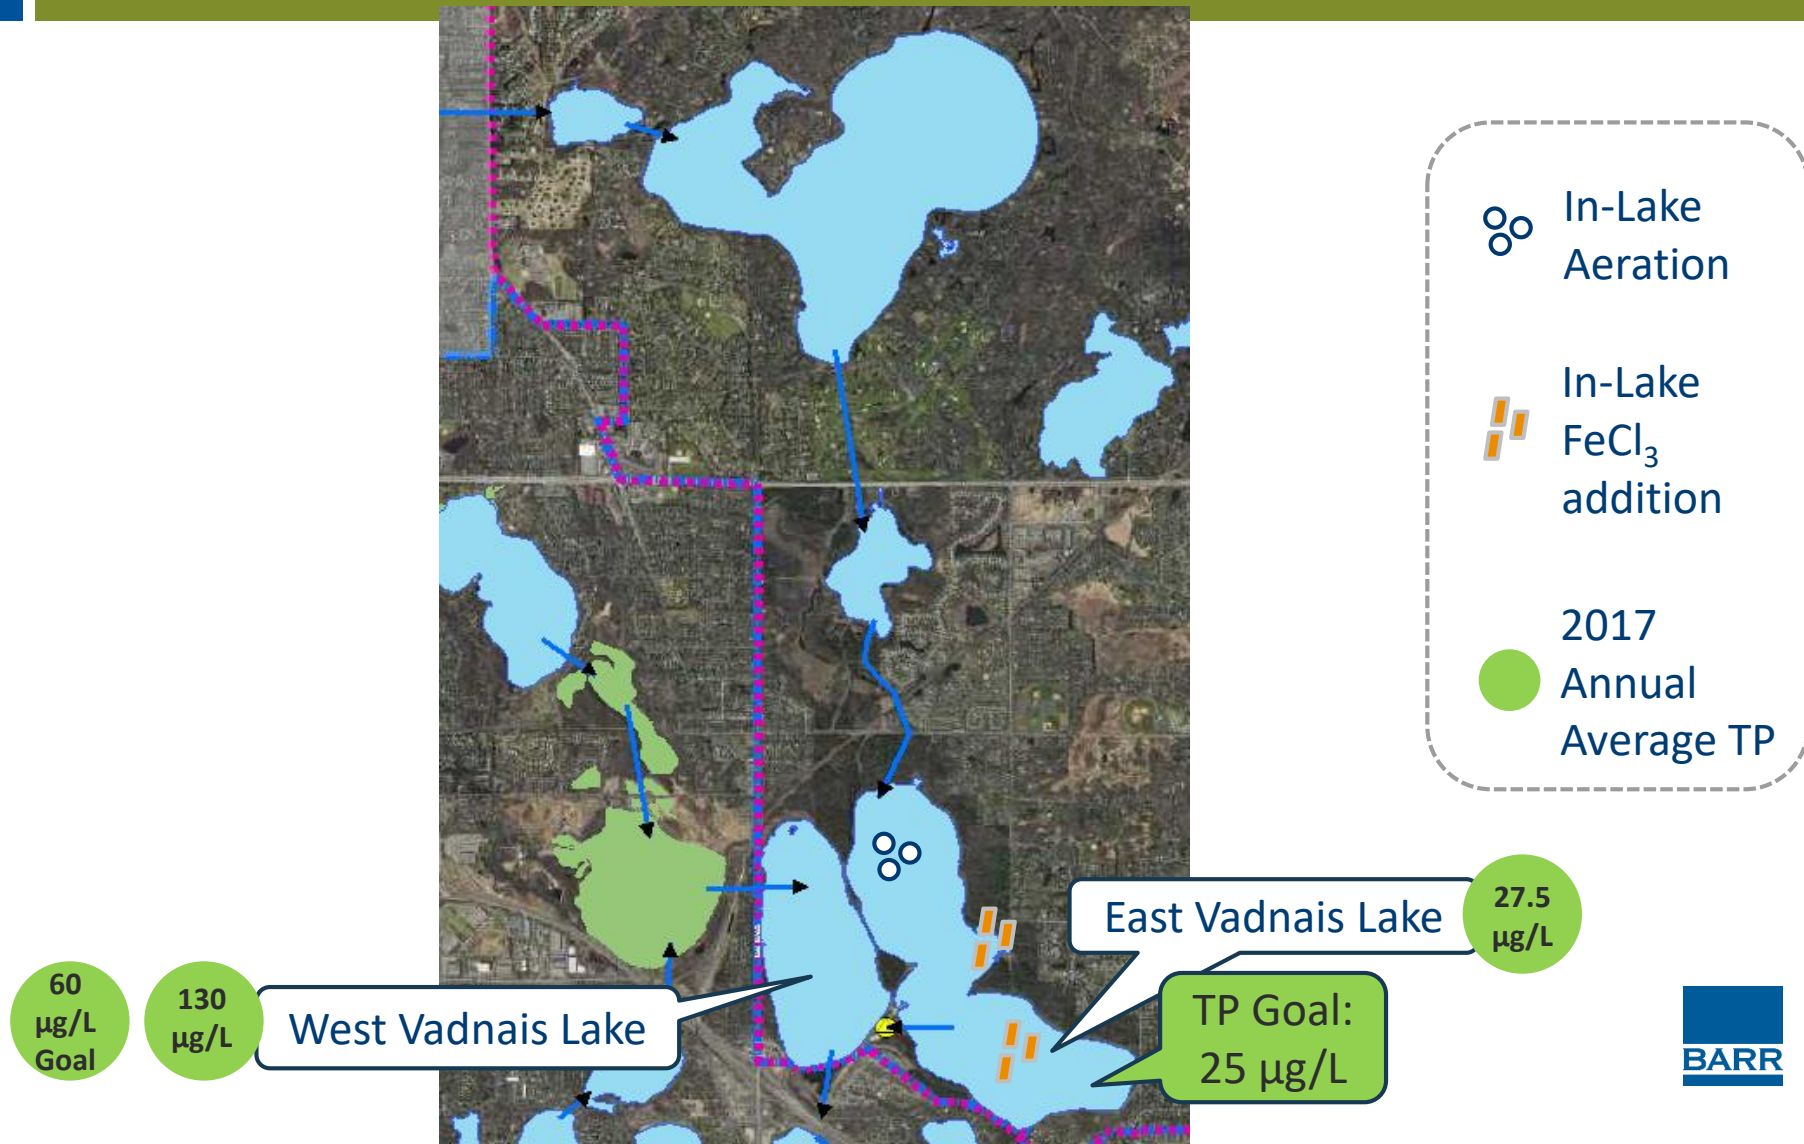 In-Lake
Aeration
In-Lake
FeCl₃
addition
2017
Annual
Average TP
East Vadnais Lake
27.5
µg/L
TP Goal:
25 µg/L
60
µg/L
Goal
130
µg/L
West Vadnais Lake
BARR